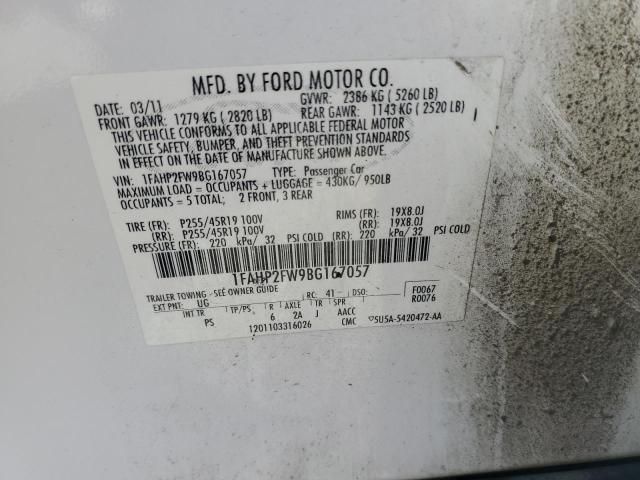 MFD. BY FORD MOTOR CO.
DATE: 03/11 GVWR: 2386 KG ( 5260 LB)
FRONT GAWR: 1279 KG ( 2820 LB) REAR GAWR: 1143 KG ( 2520 LB)
THIS VEHICLE CONFORMS TO ALL APPLICABLE FEDERAL MOTOR
VEHICLE SAFETY, BUMPER, AND THEFT PREVENTION STANDARDS
IN EFFECT ON THE DATE OF MANUFACTURE SHOWN ABOVE.
VIN: 1FAHP2FW9BG167057 TYPE: Passenger Car
MAXIMUM LOAD = OCCUPANTS + LUGGAGE = 430KG/ 950LB
OCCUPANTS = 5 TOTAL; 2 FRONT, 3 REAR
TIRE (F): P255/45R19 100V RIMS (F): 19X8.0J
(R): P255/45R19 100V (R): 19X8.0J
PRESSURE (F): 220 kPa/ 32 PSI COLD (R): 220 kPa/ 32 PSI COLD
1FAHP2FW9BG167057
TRAILER TOWING - SEE OWNER GUIDE
EXT PNT: UG RC: 41 DSO: F0067
R0076
INT TR TP/PS R AXLE TR SPR
PS 6 2A J AACC
1201103316026 CMC ▽5U5A-5420472-AA